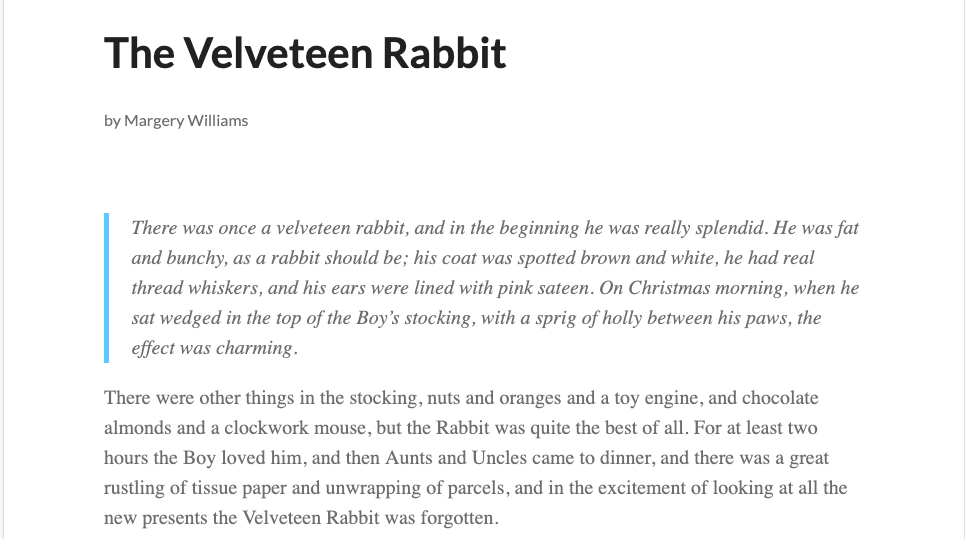 The Velveteen Rabbit
by Margery Williams
There was once a velveteen rabbit, and in the beginning he was really splendid. He was fat
and bunchy, as a rabbit should be; his coat was spotted brown and white, he had real
thread whiskers, and his ears were lined with pink sateen. On Christmas morning, when he
sat wedged in the top of the Boy’s stocking, with a sprig of holly between his paws, the
effect was charming.
There were other things in the stocking, nuts and oranges and a toy engine, and chocolate
almonds and a clockwork mouse, but the Rabbit was quite the best of all. For at least two
hours the Boy loved him, and then Aunts and Uncles came to dinner, and there was a great
rustling of tissue paper and unwrapping of parcels, and in the excitement of looking at all the
new presents the Velveteen Rabbit was forgotten.